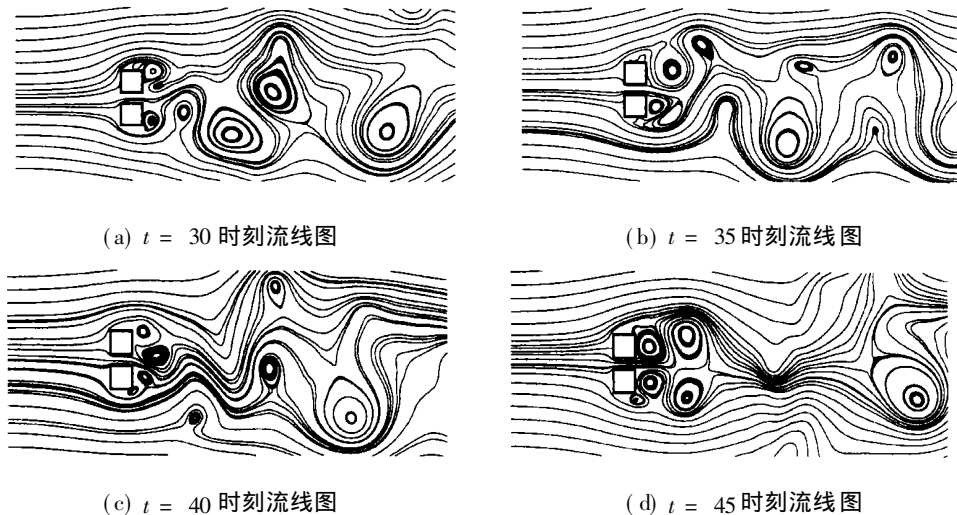 (a) t = 30 时刻流线图
(b) t = 35 时刻流线图
(c) t = 40 时刻流线图
(d) t = 45 时刻流线图